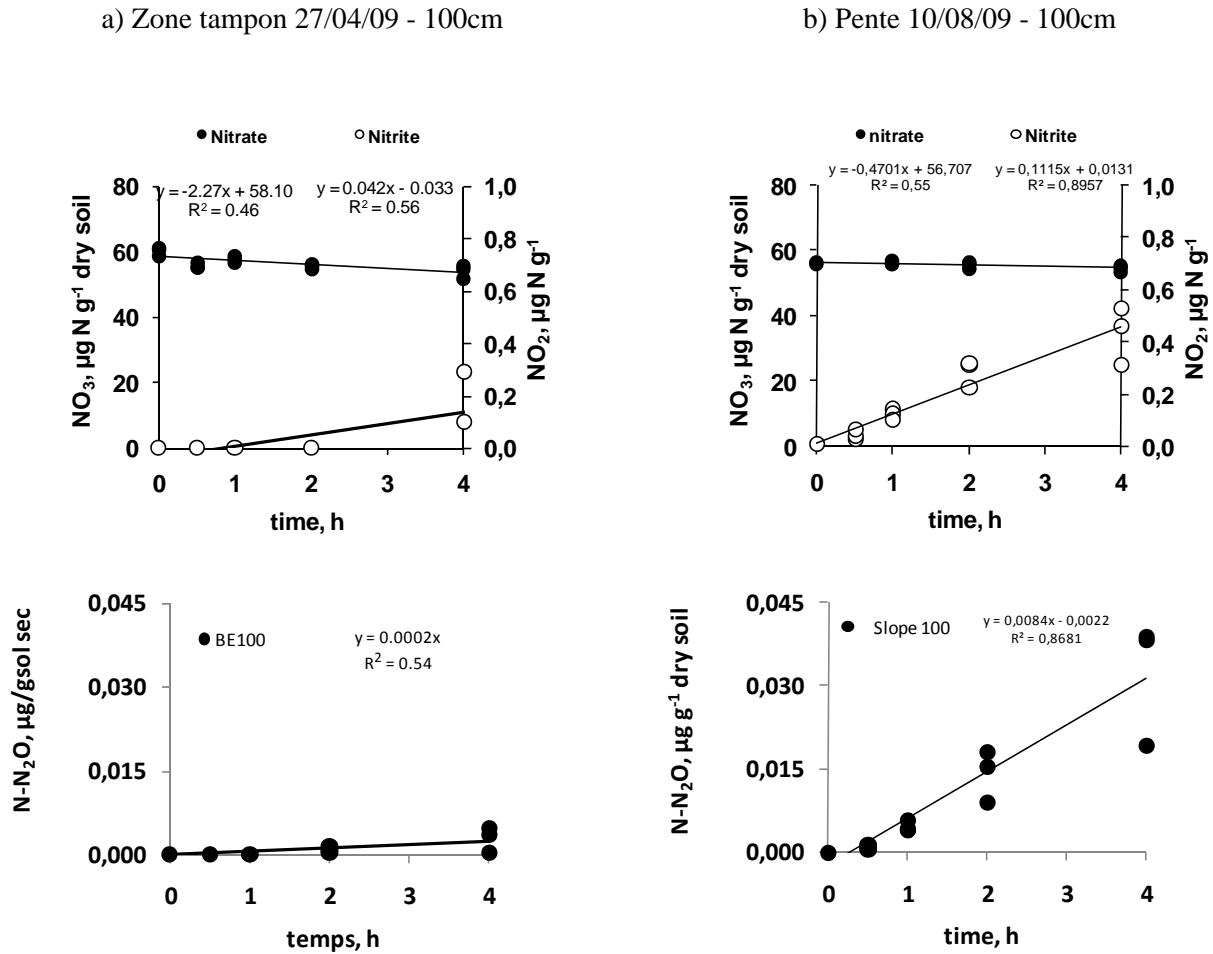 a) Zone tampon 27/04/09 - 100cm
b) Pente 10/08/09 - 100cm
Nitrate
Nitrite
y = -2.27x + 58.10
R² = 0.46
y = 0.042x - 0.033
R² = 0.56
80
60
40
20
0
NO₃, µg N g⁻¹ dry soil
1,0
0,8
0,6
0,4
0,2
0,0
NO₂, µg N g⁻¹
0 1 2 3 4
time, h
nitrate
Nitrite
y = -0,4701x + 56,707
R² = 0,55
y = 0,1115x + 0,0131
R² = 0,8957
80
60
40
20
0
NO₃, µg N g⁻¹ dry soil
1,0
0,8
0,6
0,4
0,2
0,0
NO₂, µg N g⁻¹
0 1 2 3 4
time, h
0,045
0,030
0,015
0,000
N-N₂O, µg/gsol sec
BE100
y = 0.0002x
R² = 0.54
0 1 2 3 4
temps, h
0,045
0,030
0,015
0,000
N-N₂O, µg g⁻¹ dry soil
Slope 100
y = 0,0084x - 0,0022
R² = 0,8681
0 1 2 3 4
time, h